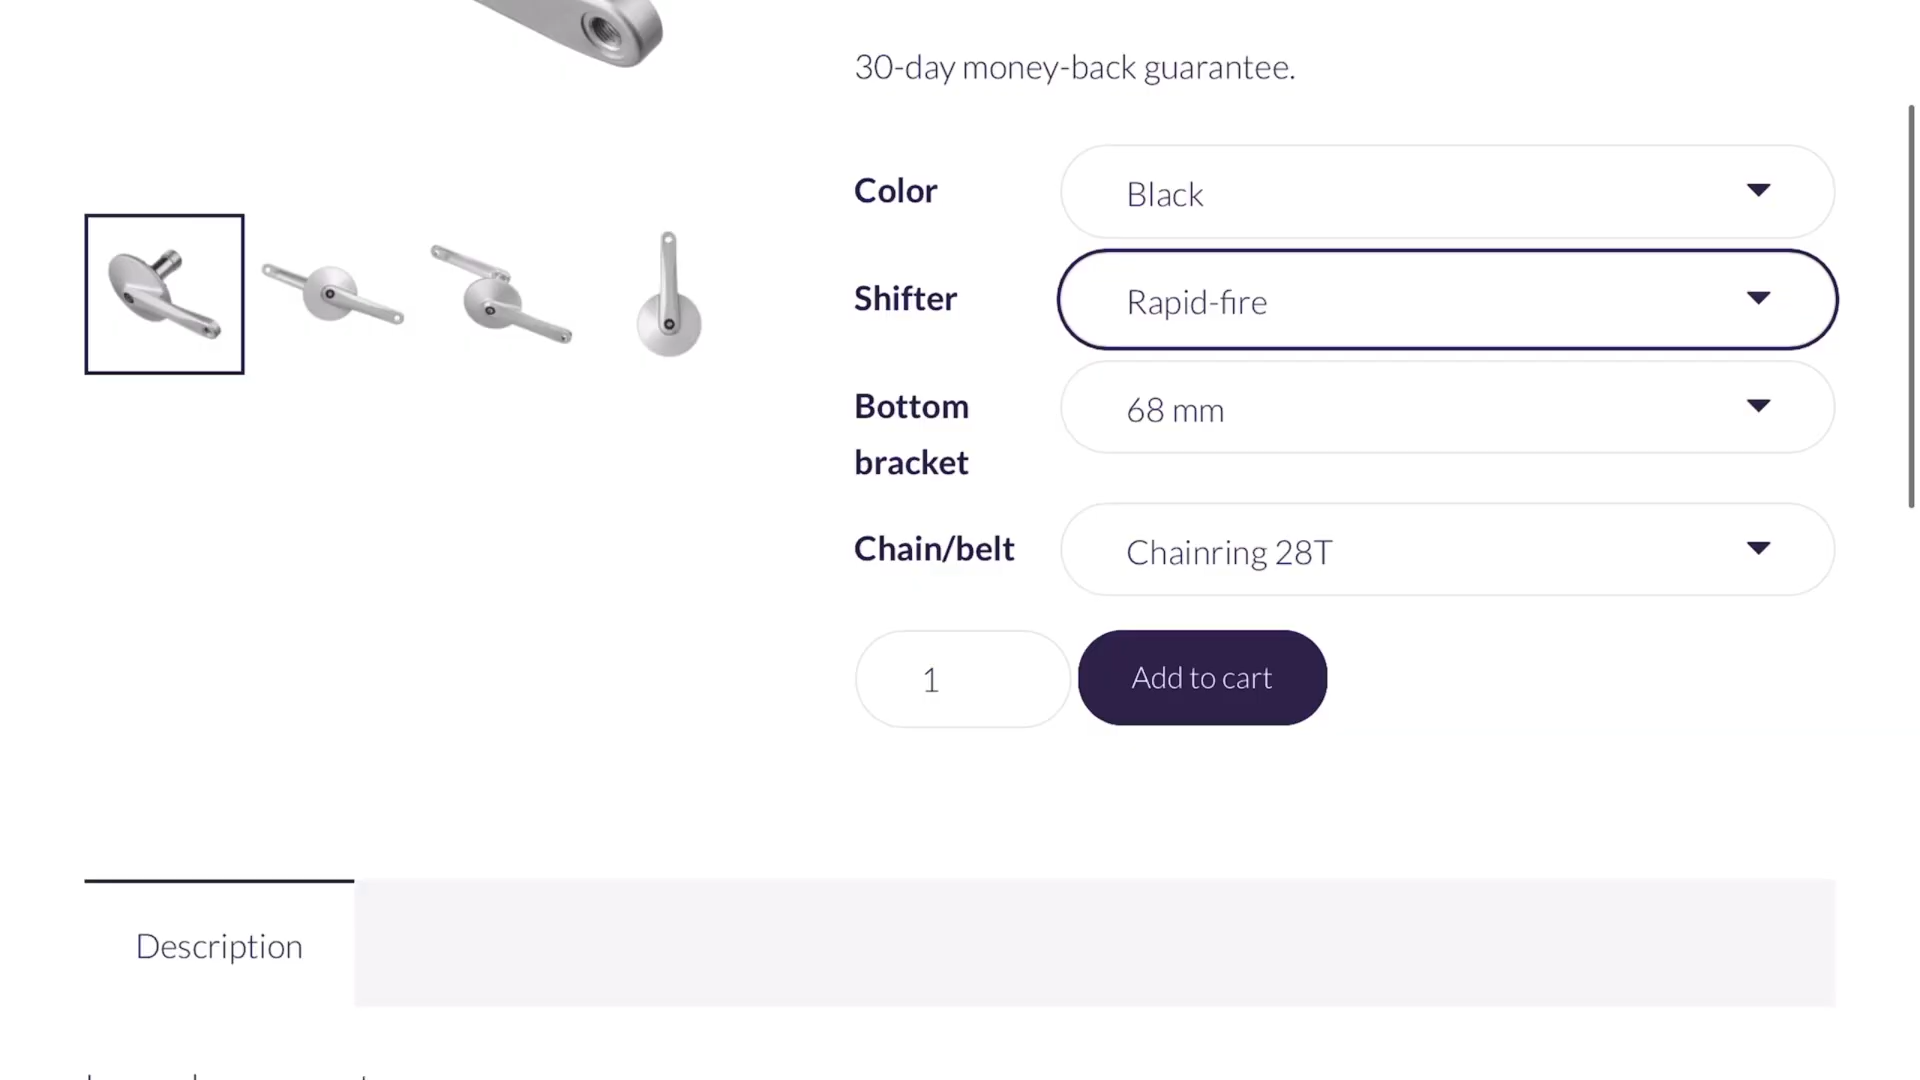 30-day money-back guarantee.
Color
Black
Shifter
Rapid-fire
Bottom bracket
68 mm
Chain/belt
Chainring 28T
1
Add to cart
Description